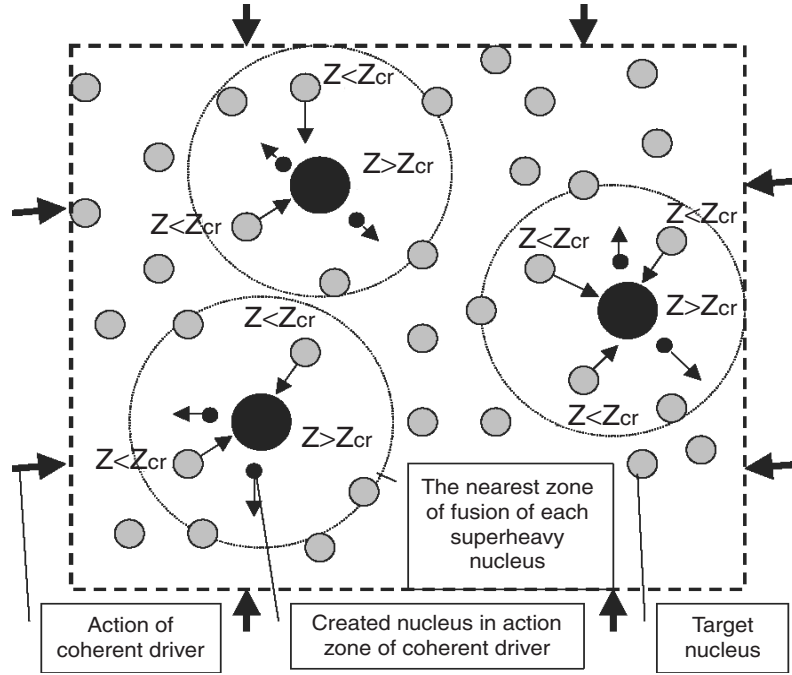 Z<Zcr
Z>Zcr
Z<Zcr
Z<Zcr
Z<Zcr
Z>Zcr
Z<Zcr
Z<Zcr
Z>Zcr
Z<Zcr
The nearest zone
of fusion of each
superheavy
nucleus
Action of
coherent driver
Created nucleus in action
zone of coherent driver
Target
nucleus